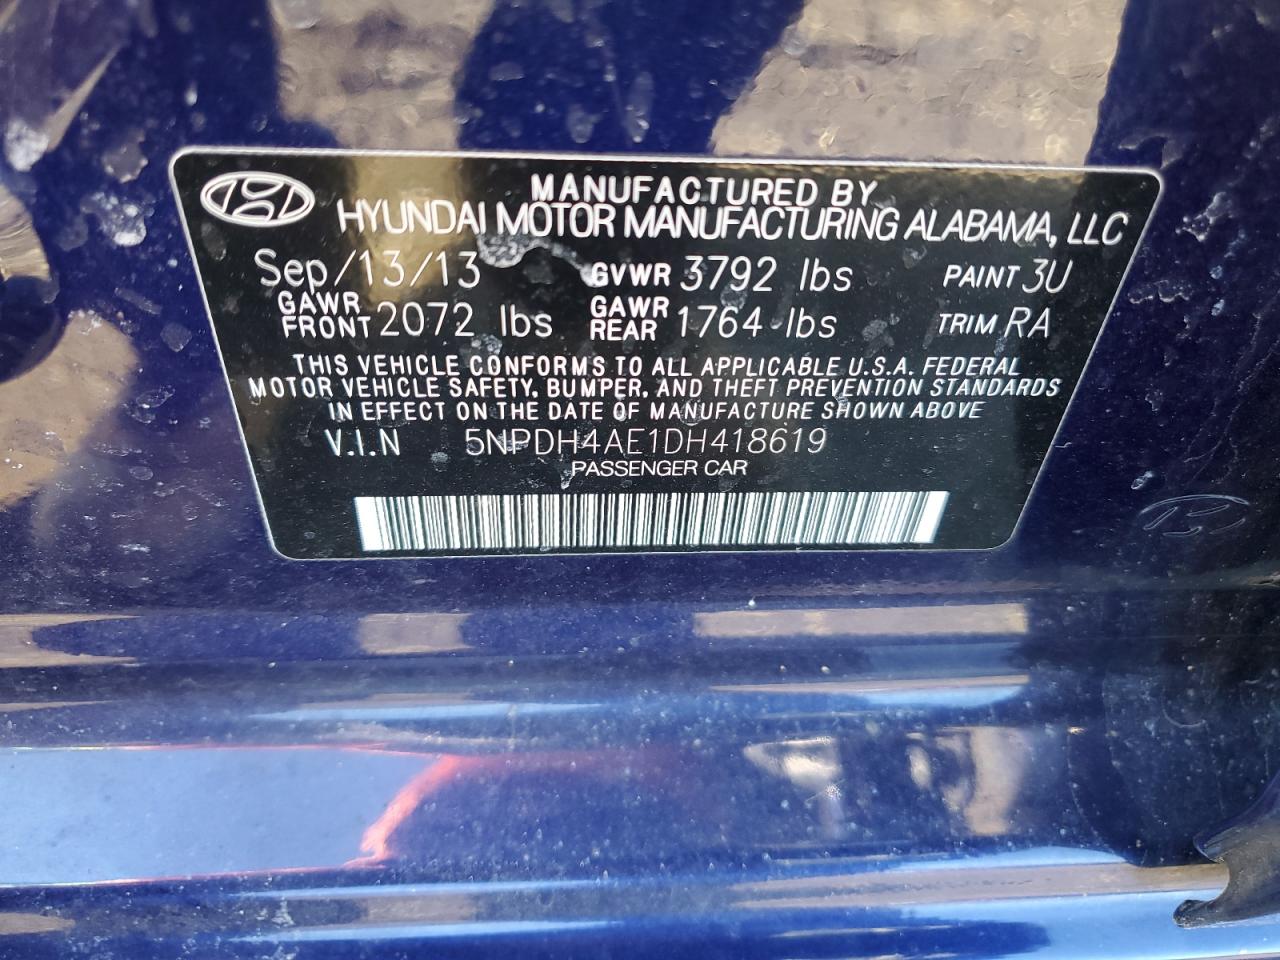 MANUFACTURED BY
HYUNDAI MOTOR MANUFACTURING ALABAMA, LLC
Sep/13/13 GVWR 3792 lbs PAINT 3U
GAWR FRONT 2072 lbs GAWR REAR 1764 lbs TRIM RA
THIS VEHICLE CONFORMS TO ALL APPLICABLE U.S.A. FEDERAL
MOTOR VEHICLE SAFETY, BUMPER, AND THEFT PREVENTION STANDARDS
IN EFFECT ON THE DATE OF MANUFACTURE SHOWN ABOVE
V.I.N 5NPDH4AE1DH418619
PASSENGER CAR